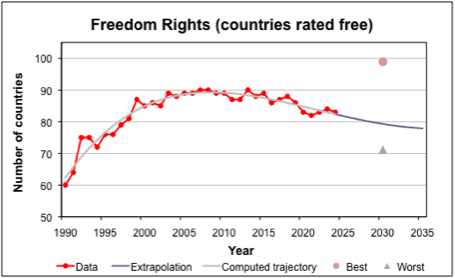 Freedom Rights (countries rated free)
Number of countries
100
90
80
70
60
50
1990 1995 2000 2005 2010 2015 2020 2025 2030 2035
Year
Data Extrapolation Computed trajectory Best Worst